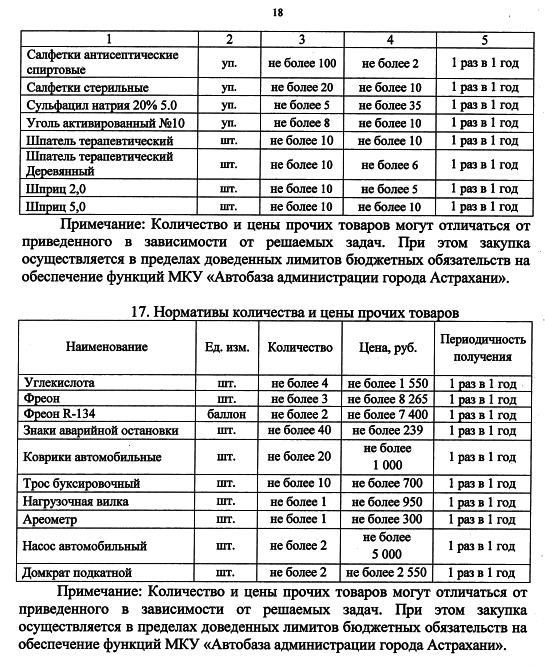 18
1 2 3 4 5
Салфетки антисептические
спиртовые уп. не более 100 не более 2 1 раз в 1 год
Салфетки стерильные уп. не более 20 не более 10 1 раз в 1 год
Сульфацил натрия 20% 5.0 уп. не более 5 не более 35 1 раз в 1 год
Уголь активированный №10 уп. не более 8 не более 10 1 раз в 1 год
Шпатель терапевтический шт. не более 10 не более 10 1 раз в 1 год
Шпатель терапевтический
Деревянный шт. не более 10 не более 6 1 раз в 1 год
Шприц 2,0 шт. не более 10 не более 5 1 раз в 1 год
Шприц 5,0 шт. не более 10 не более 10 1 раз в 1 год
Примечание: Количество и цены прочих товаров могут отличаться от
приведенного в зависимости от решаемых задач. При этом закупка
осуществляется в пределах доведенных лимитов бюджетных обязательств на
обеспечение функций МКУ «Автобаза администрации города Астрахани».
17. Нормативы количества и цены прочих товаров
Наименование Ед. изм. Количество Цена, руб. Периодичность
получения
Углекислота шт. не более 4 не более 1 550 1 раз в 1 год
Фреон шт. не более 3 не более 8 265 1 раз в 1 год
Фреон R-134 баллон не более 2 не более 7 400 1 раз в 1 год
Знаки аварийной остановки шт. не более 40 не более 239 1 раз в 1 год
Коврики автомобильные шт. не более 20 не более
1 000 1 раз в 1 год
Трос буксировочный шт. не более 10 не более 700 1 раз в 1 год
Нагрузочная вилка шт. не более 1 не более 950 1 раз в 1 год
Ареометр шт. не более 1 не более 300 1 раз в 1 год
Насос автомобильный шт. не более 2 не более
5 000 1 раз в 1 год
Домкрат подкатной шт. не более 2 не более 2 550 1 раз в 1 год
Примечание: Количество и цены прочих товаров могут отличаться от
приведенного в зависимости от решаемых задач. При этом закупка
осуществляется в пределах доведенных лимитов бюджетных обязательств на
обеспечение функций МКУ «Автобаза администрации города Астрахани».